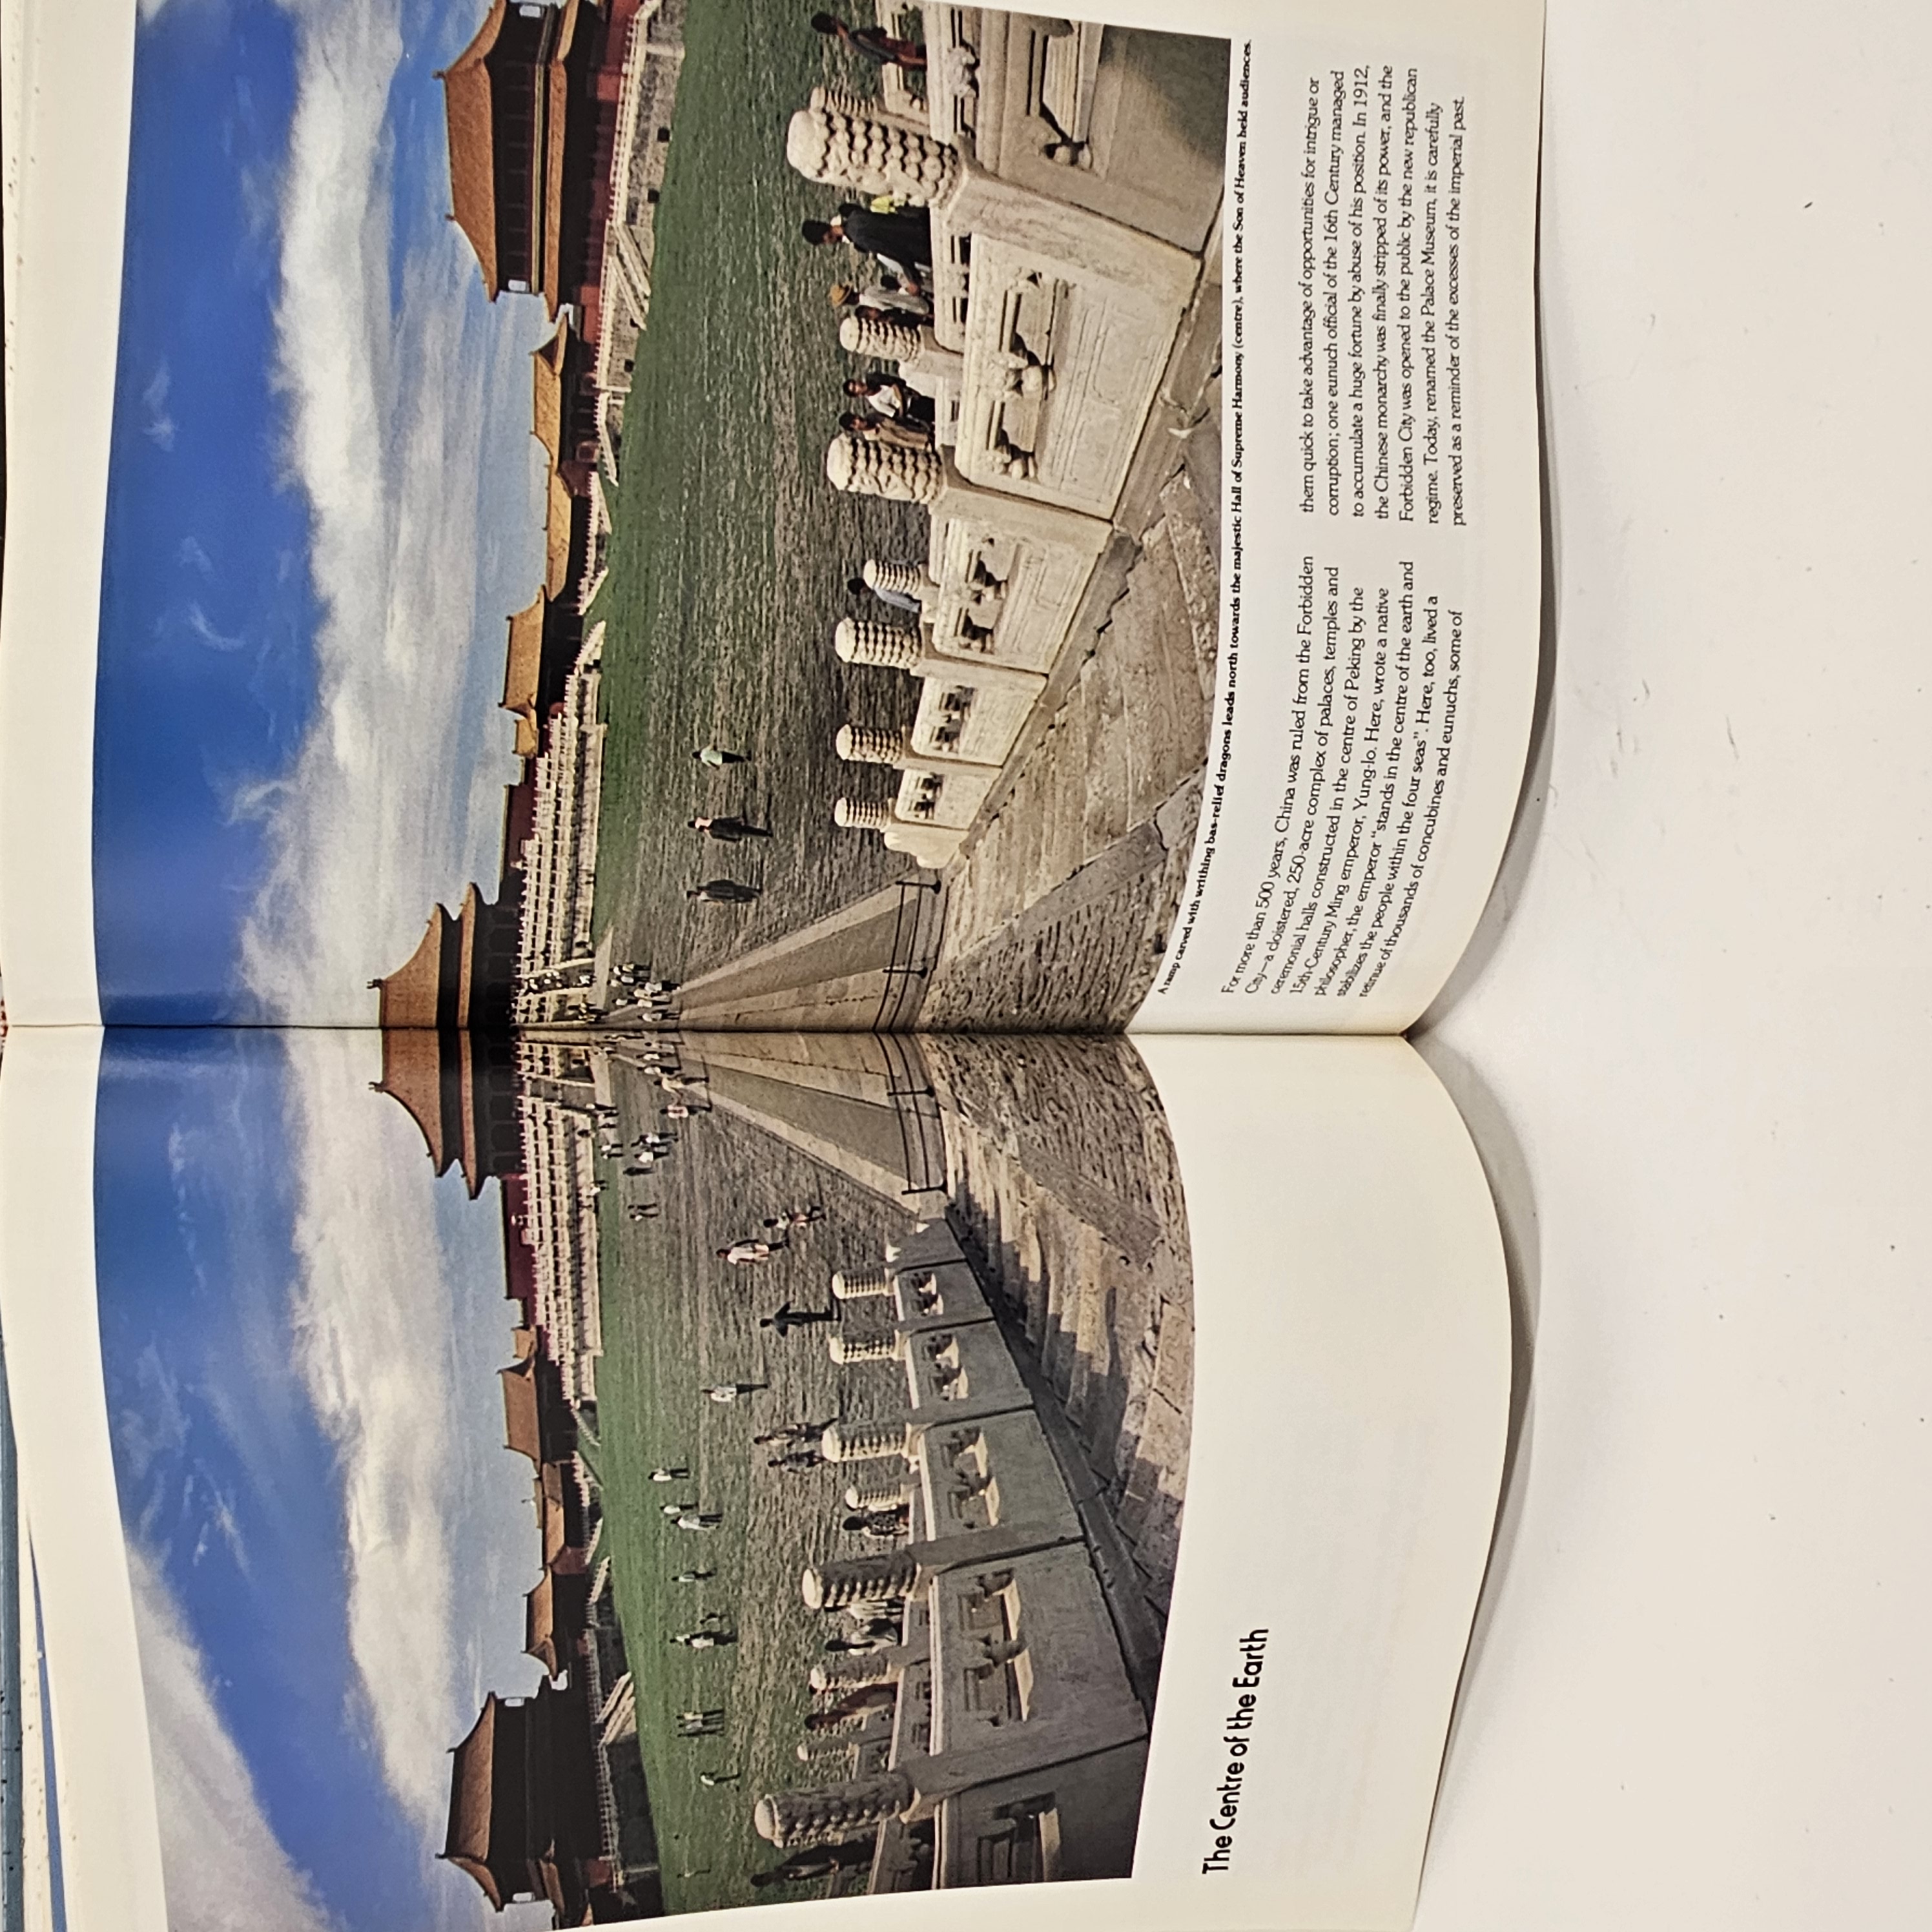 The Centre of the Earth
A ramp carved with writhing bas-relief dragons leads north towards the majestic Hall of Supreme Harmony (centre), where the Son of Heaven held audiences.
For more than 500 years, China was ruled from the Forbidden
City—a cloistered, 250-acre complex of palaces, temples and
ceremonial halls constructed in the centre of Peking by the
15th-Century Ming emperor, Yung-lo. Here, wrote a native
philosopher, the emperor “stands in the centre of the earth and
stabilizes the people within the four seas”. Here, too, lived a
retinue of thousands of concubines and eunuchs, some of
them quick to take advantage of opportunities for intrigue or
corruption; one eunuch official of the 16th Century managed
to accumulate a huge fortune by abuse of his position. In 1912,
the Chinese monarchy was finally stripped of its power, and the
Forbidden City was opened to the public by the new republican
regime. Today, renamed the Palace Museum, it is carefully
preserved as a reminder of the excesses of the imperial past.